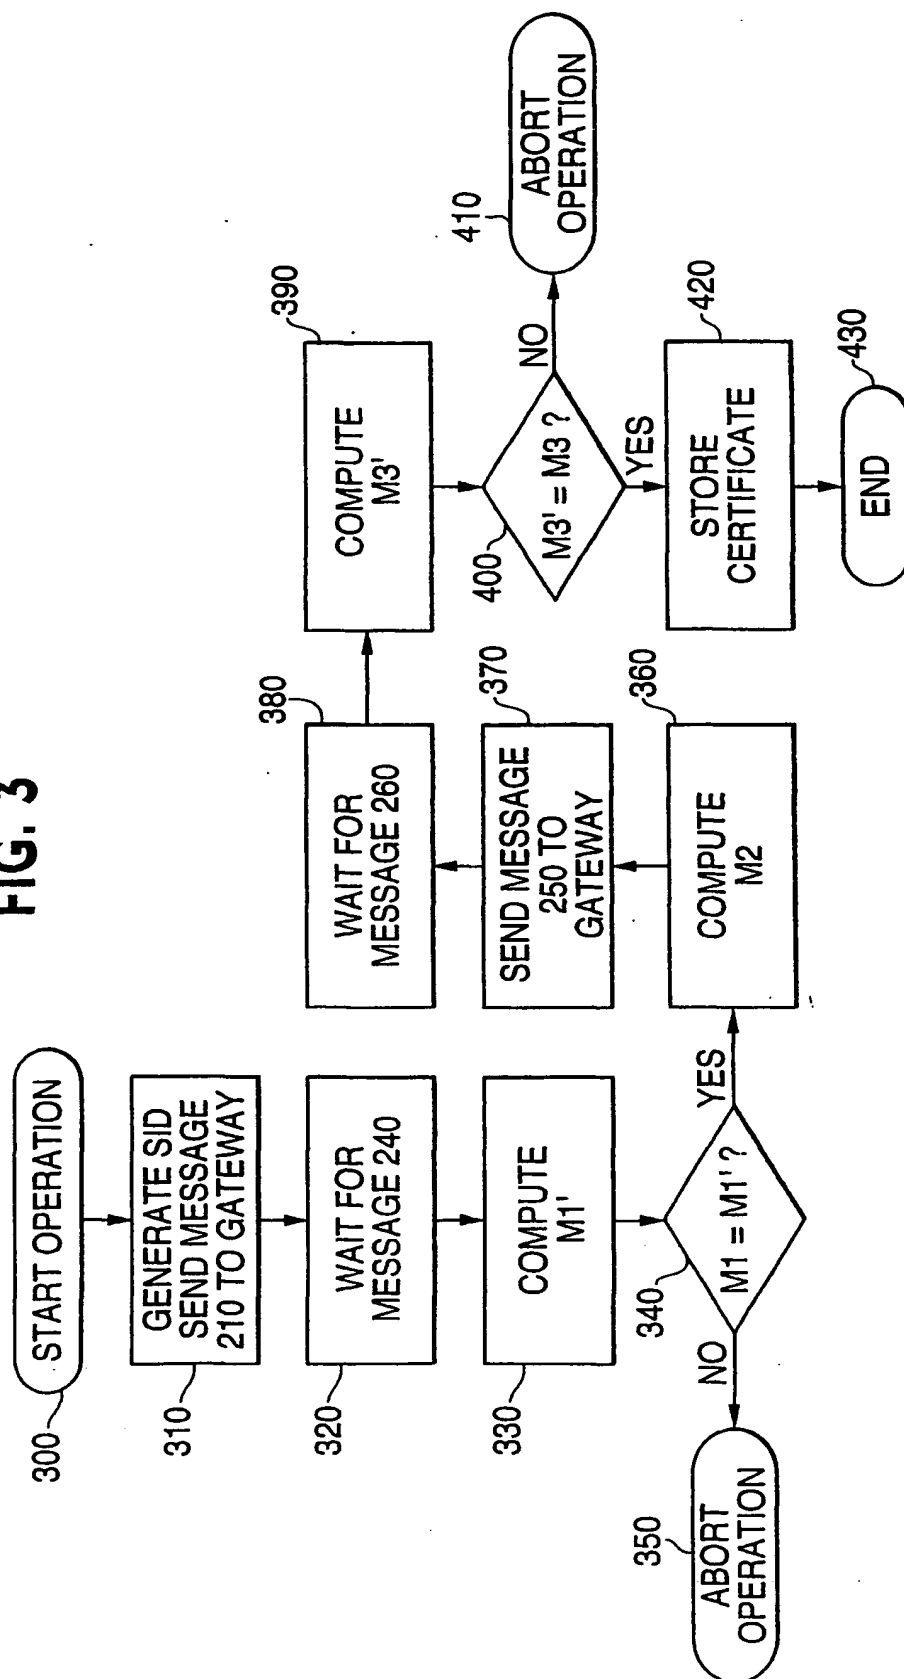 FIG. 3
300
START OPERATION
310
GENERATE SID
SEND MESSAGE
210 TO GATEWAY
320
WAIT FOR
MESSAGE 240
330
COMPUTE
M1'
340
M1 = M1' ?
NO
350
ABORT
OPERATION
YES
360
COMPUTE
M2
370
SEND MESSAGE
250 TO
GATEWAY
380
WAIT FOR
MESSAGE 260
390
COMPUTE
M3'
400
M3' = M3 ?
NO
410
ABORT
OPERATION
YES
420
STORE
CERTIFICATE
430
END